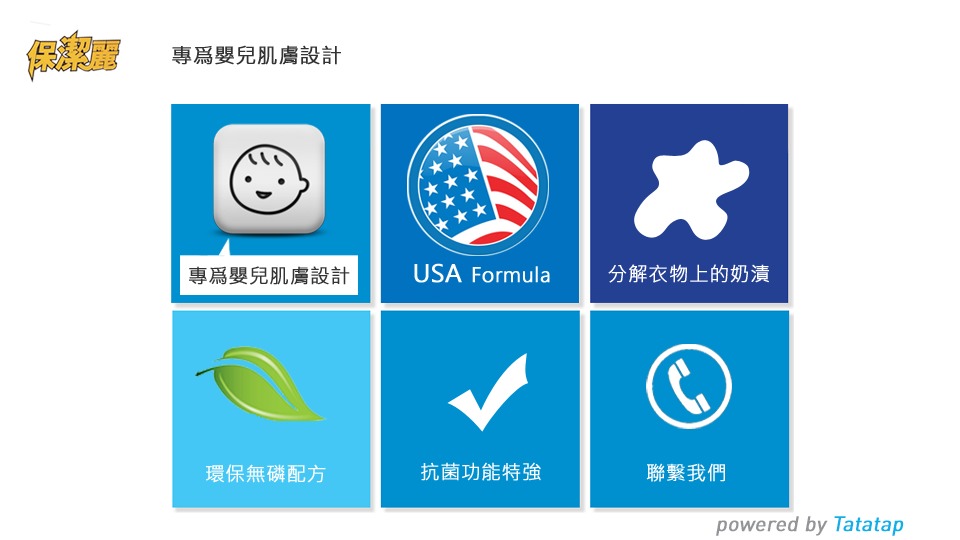 保潔麗
專爲嬰兒肌膚設計
專爲嬰兒肌膚設計
USA Formula
分解衣物上的奶漬
環保無磷配方
抗菌功能特強
聯繫我們
powered by Tatatap